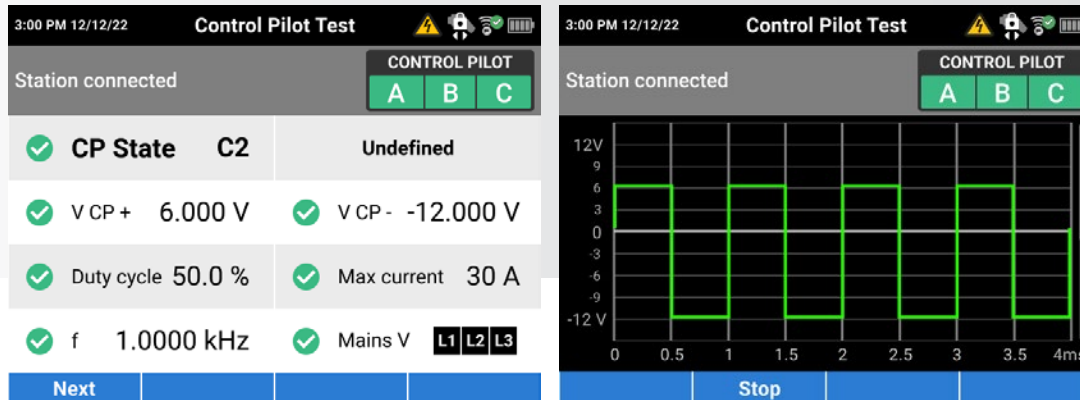 3:00 PM 12/12/22 Control Pilot Test
Station connected
CONTROL PILOT
A B C
CP State C2 Undefined
V CP + 6.000 V V CP - -12.000 V
Duty cycle 50.0 % Max current 30 A
f 1.0000 kHz Mains V L1 L2 L3
Next
3:00 PM 12/12/22 Control Pilot Test
Station connected
CONTROL PILOT
A B C
12V
9
6
3
0
-3
-6
-9
-12 V
0 0.5 1 1.5 2 2.5 3 3.5 4ms
Stop